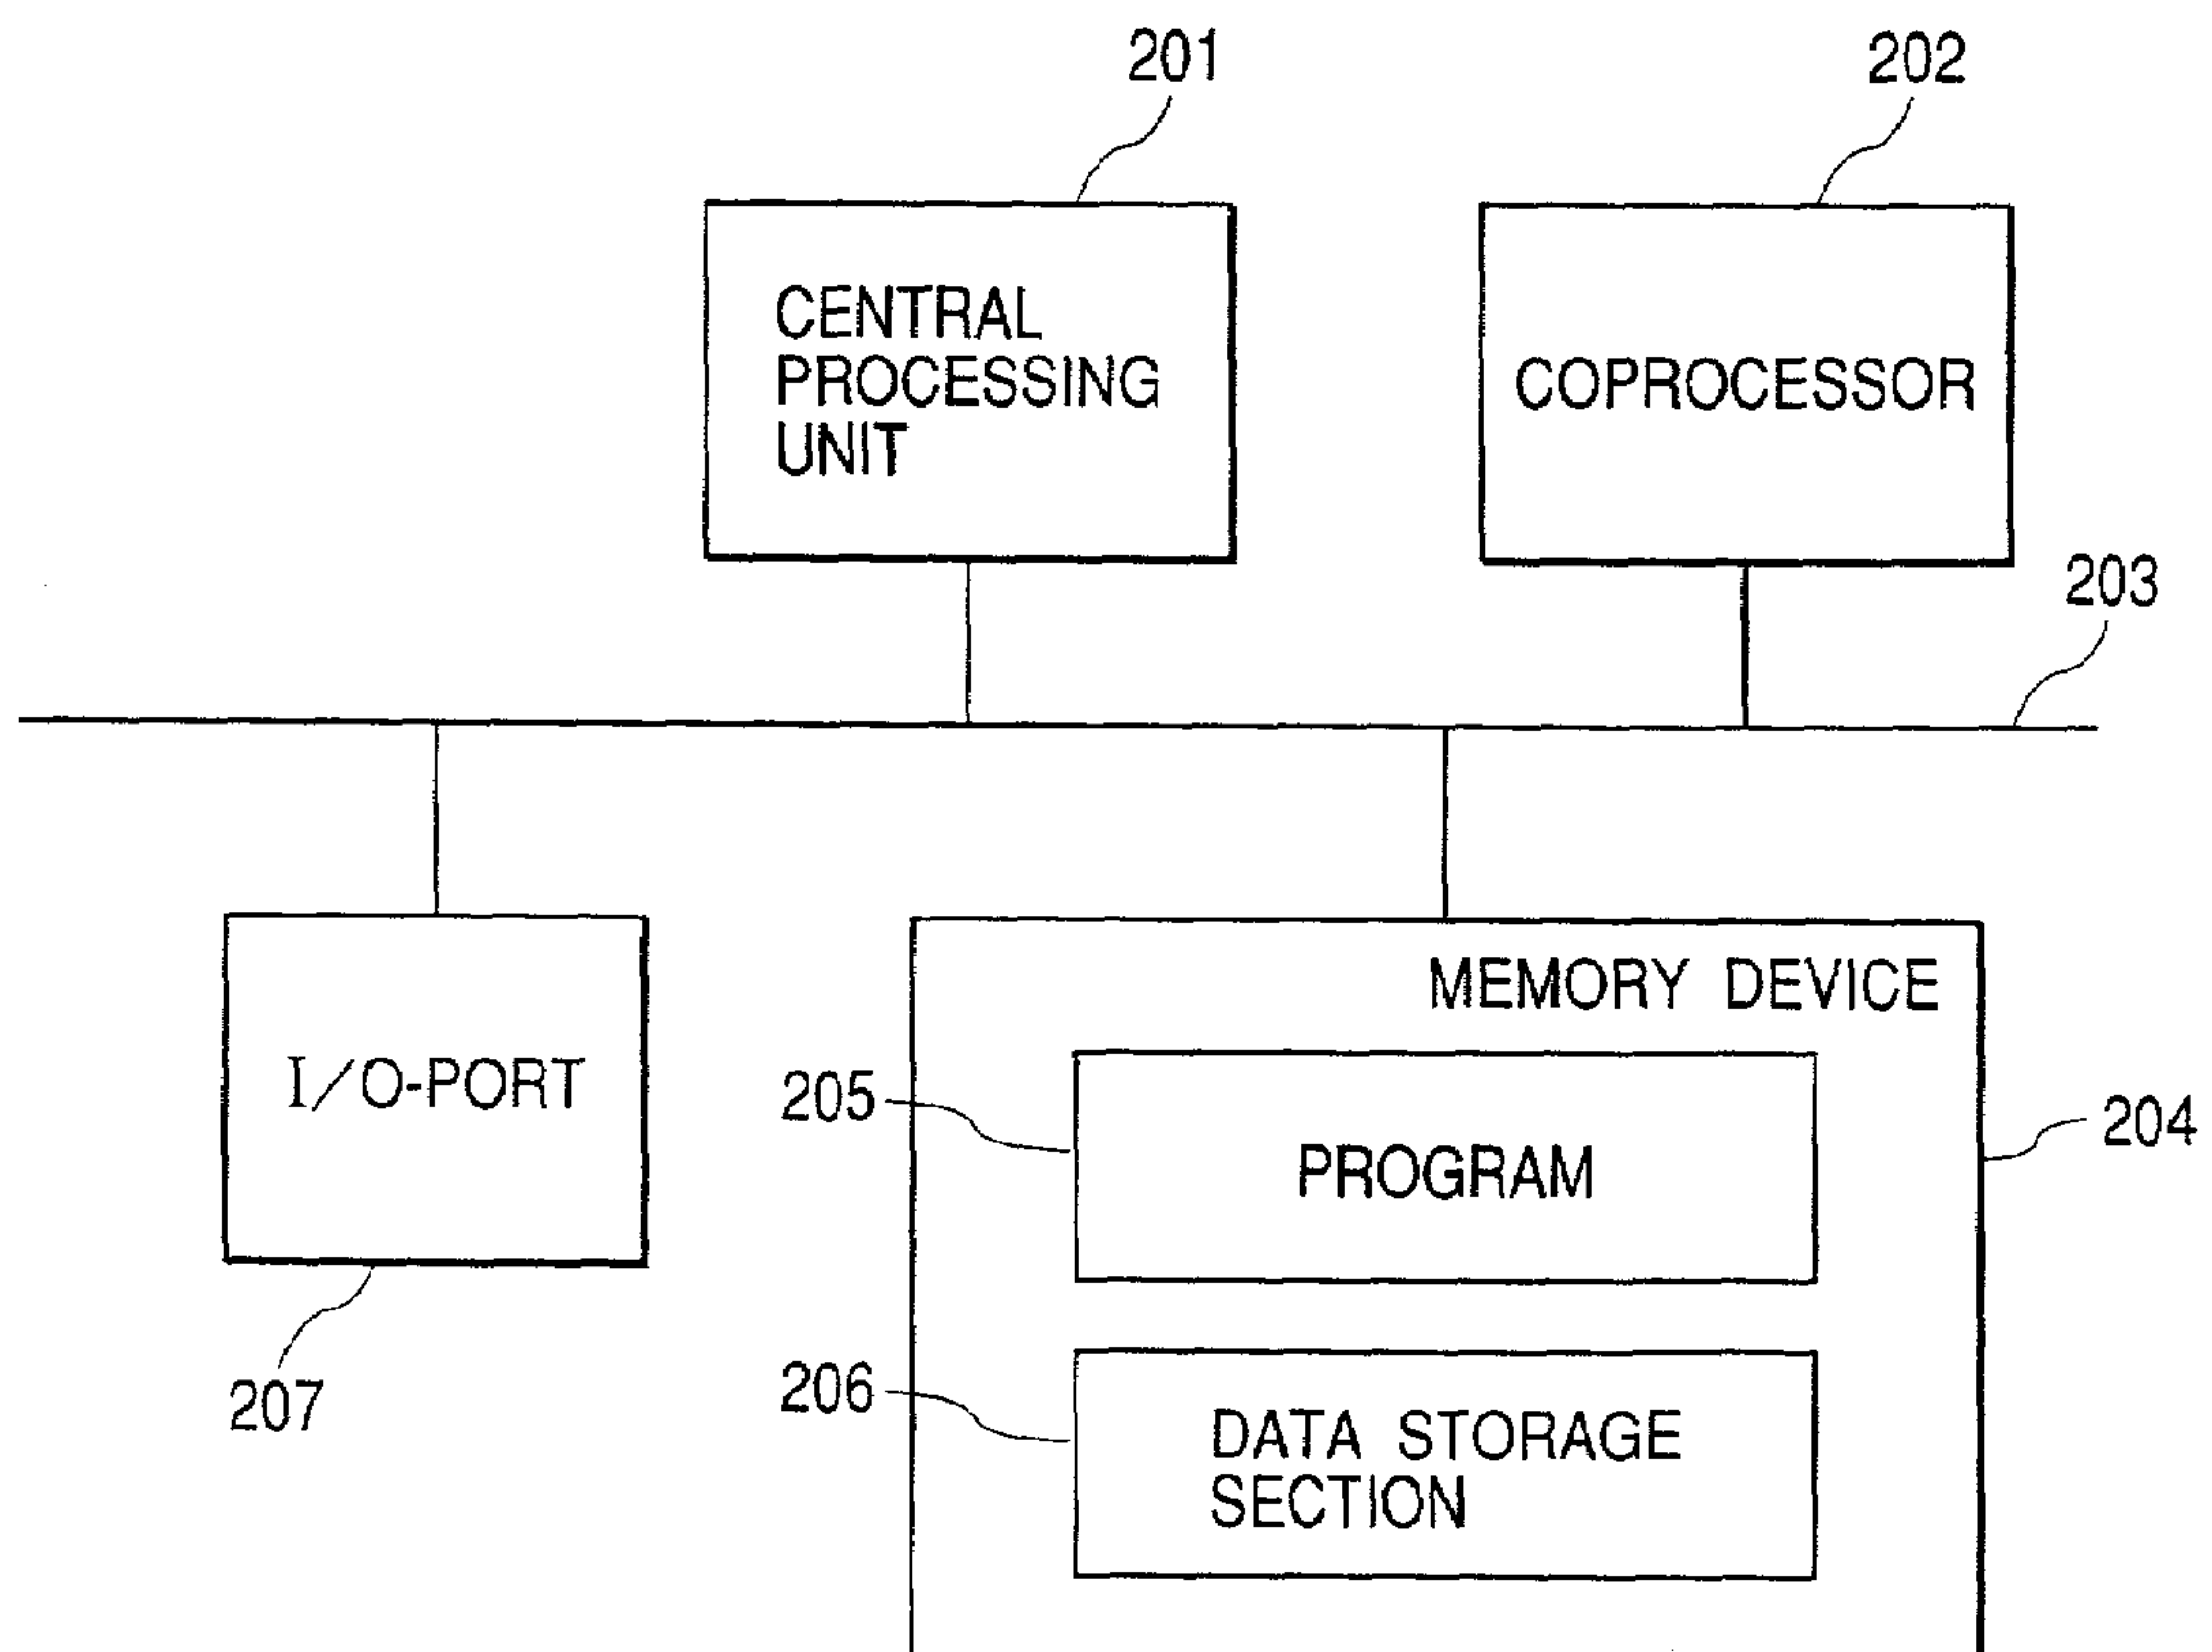 201
202
CENTRAL
PROCESSING
UNIT
COPROCESSOR
203
MEMORY DEVICE
I/O-PORT
205
204
PROGRAM
206
207
DATA STORAGE
SECTION